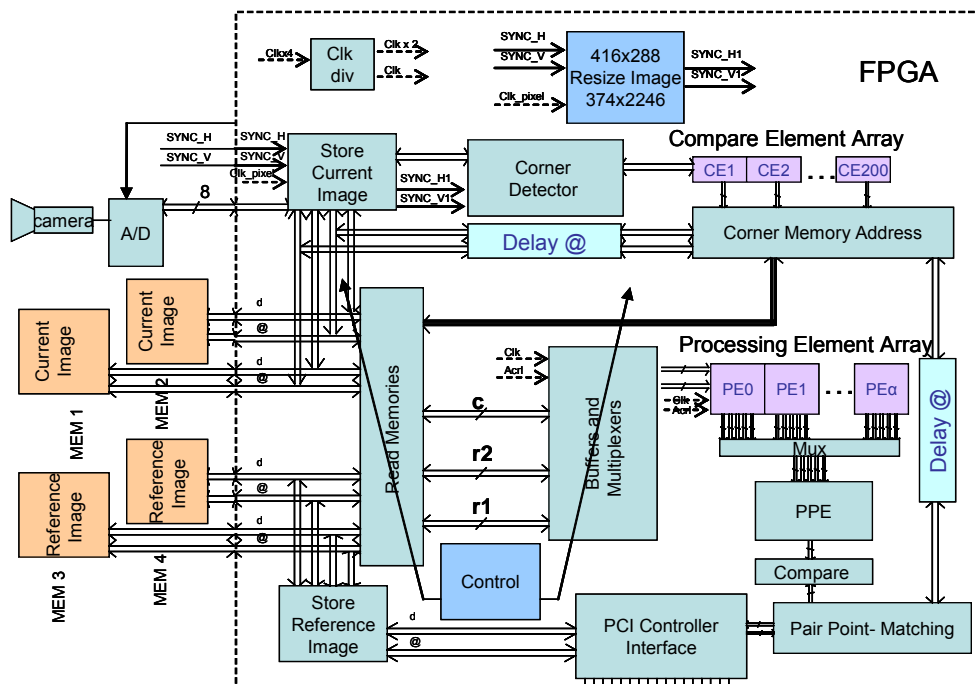 Clkx4
Clk
div
Clk x 2
Clk
SYNC_H
SYNC_V
Clk_pixel
416x288
Resize Image
374x2246
SYNC_H1
SYNC_V1
FPGA
SYNC_H
SYNC_V
SYNC_H
SYNC_V
Clk_pixel
Store
Current
Image
SYNC_H1
SYNC_V1
Corner
Detector
Compare Element Array
CE1
CE2
...
CE200
camera
A/D
8
Delay @
Corner Memory Address
Current
Image
MEM 1
Current
Image
MEM 2
d
@
d
@
Read Memories
Clk
Acrl
Buffers and
Multiplexers
c
r2
r1
Processing Element Array
Clk
Acrl
PE0
PE1
...
PEα
Mux
PPE
Compare
Delay @
Reference
Image
MEM 3
Reference
Image
MEM 4
d
@
d
@
Control
Store
Reference
Image
d
@
PCI Controller
Interface
Pair Point- Matching